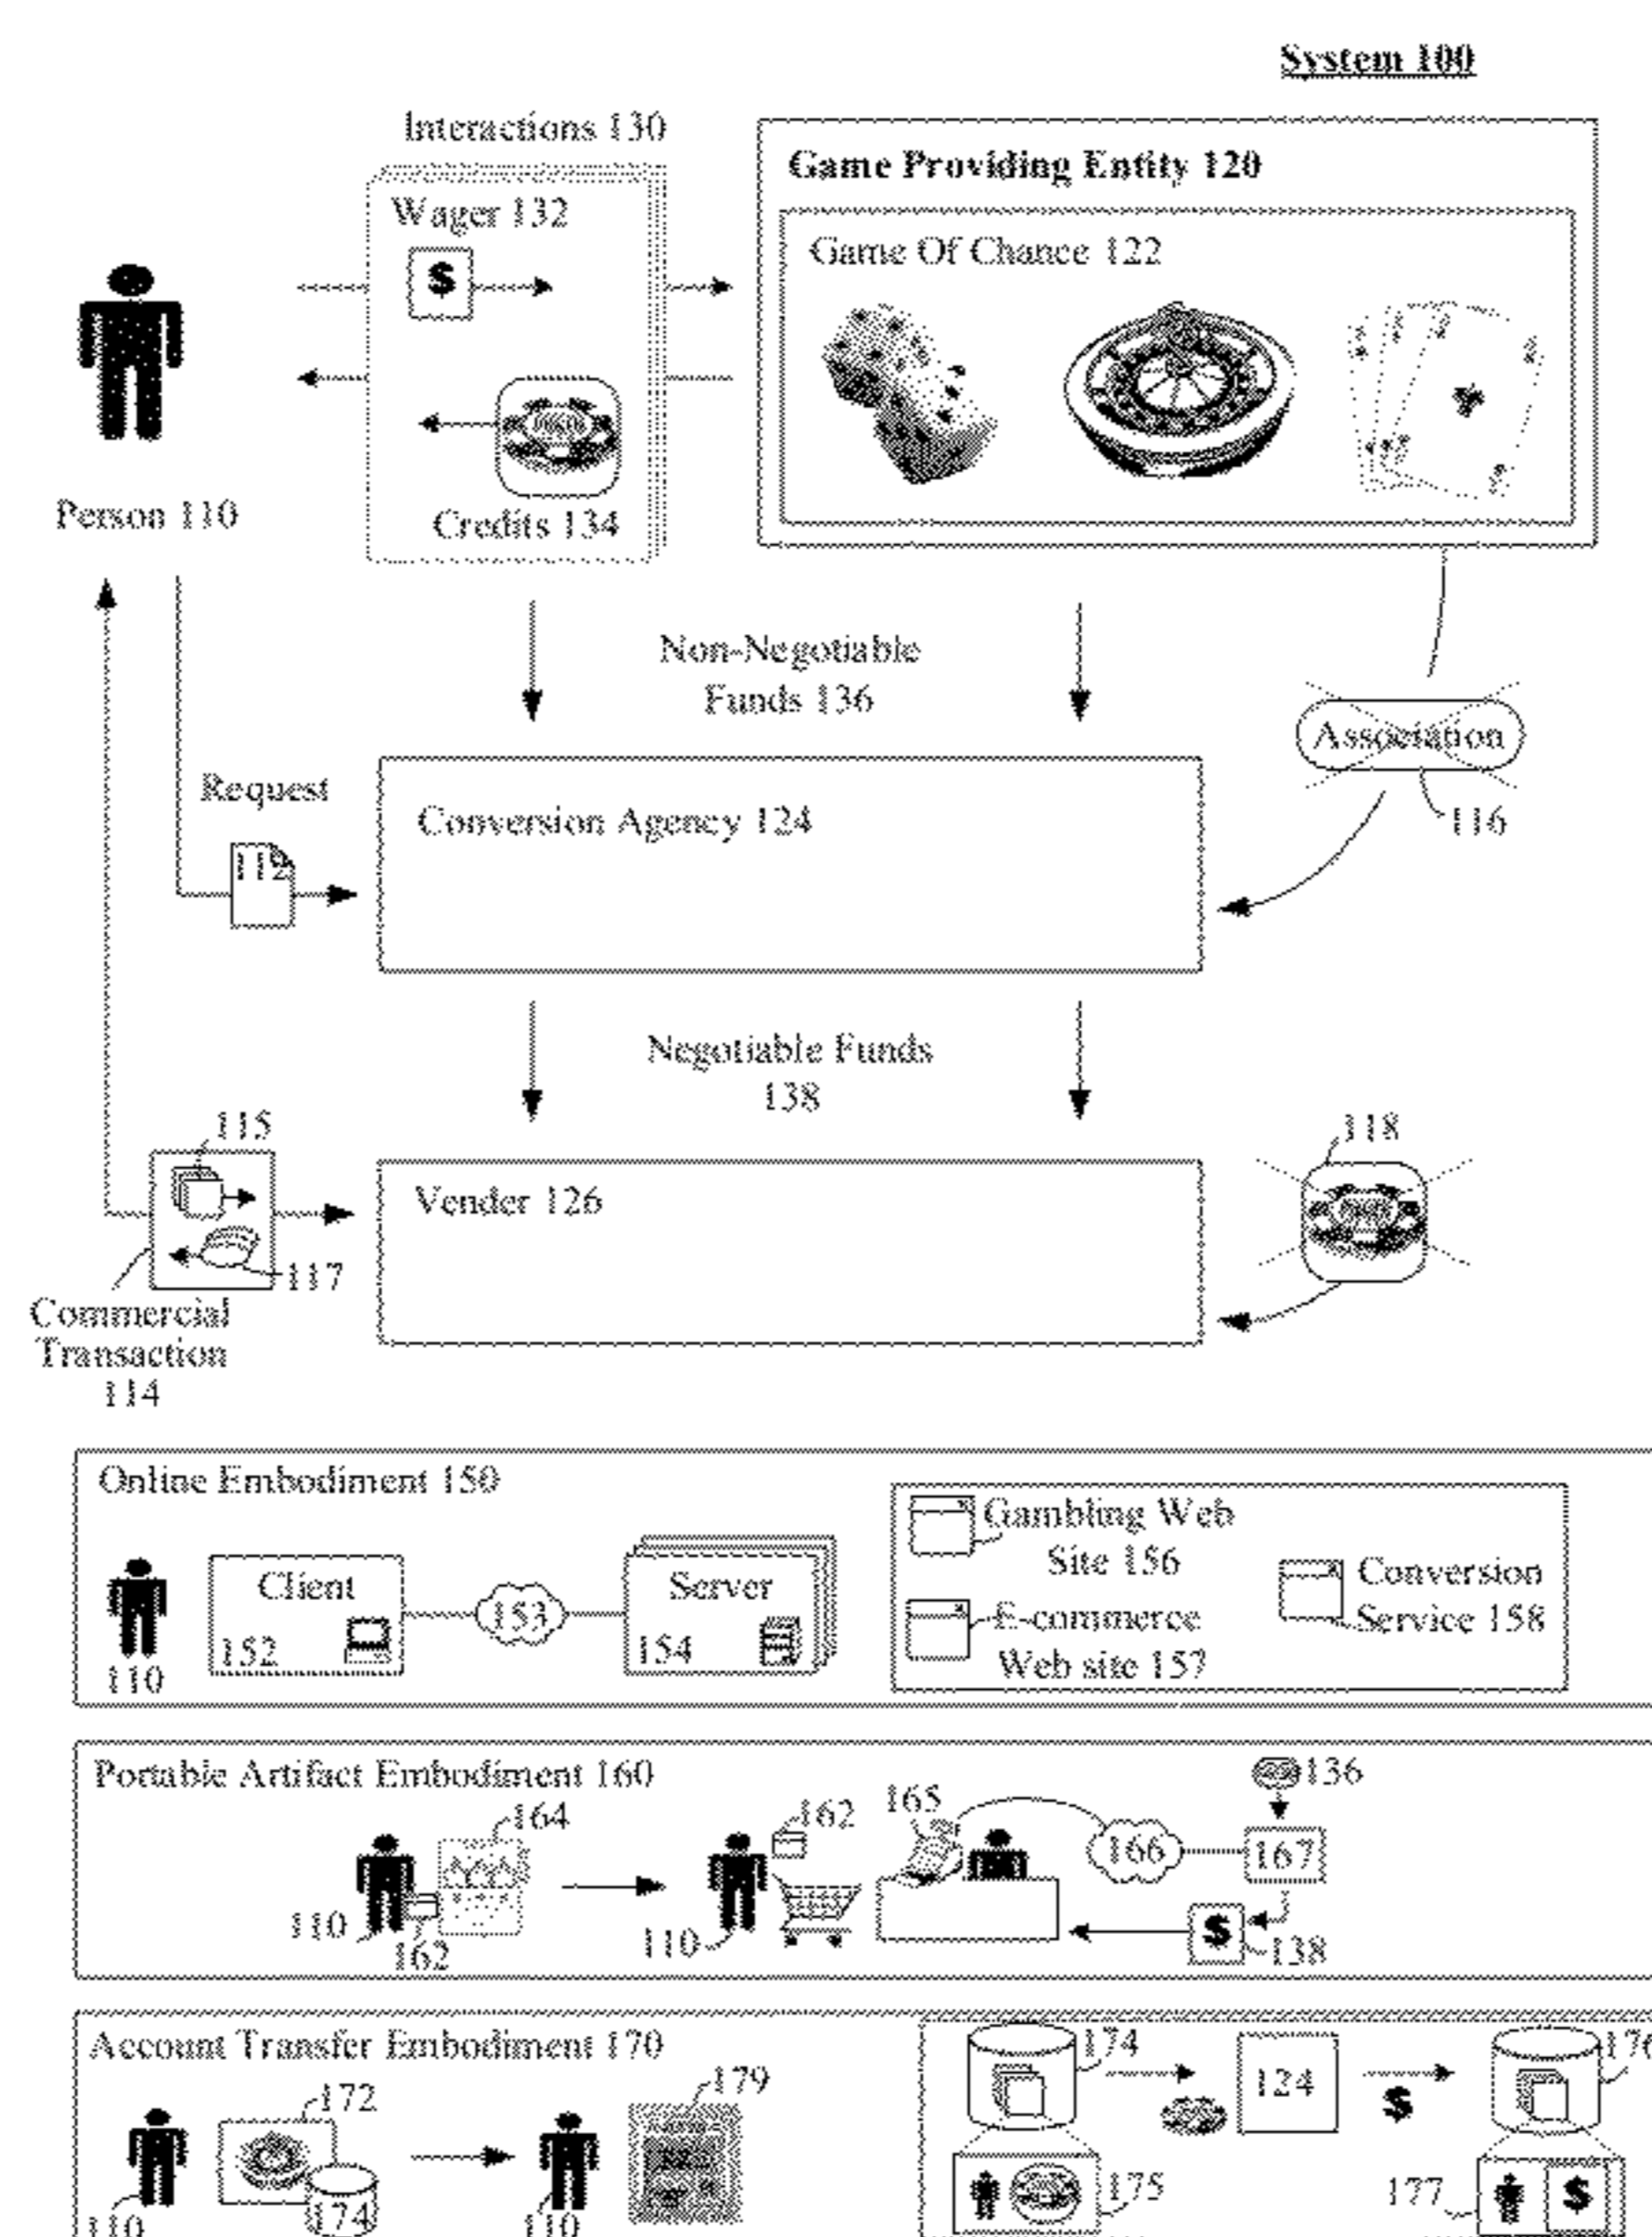 System 100
Interactions 130
Game Providing Entity 120
Wager 132
Game Of Chance 122
$
Credits 134
Person 110
Non-Negotiable
Funds 136
Association
116
Request
112
Conversion Agency 124
Negotiable Funds
138
115
118
Vender 126
117
Commercial
Transaction
114
Online Embodiment 150
Gambling Web
Site 156
Client
152
153
Server
154
Conversion
Service 158
E-commerce
Web site 157
110
Portable Artifact Embodiment 160
136
164
162
165
166
167
110
162
110
$
138
Account Transfer Embodiment 170
174
124
176
172
179
$
110
174
110
175
177
$